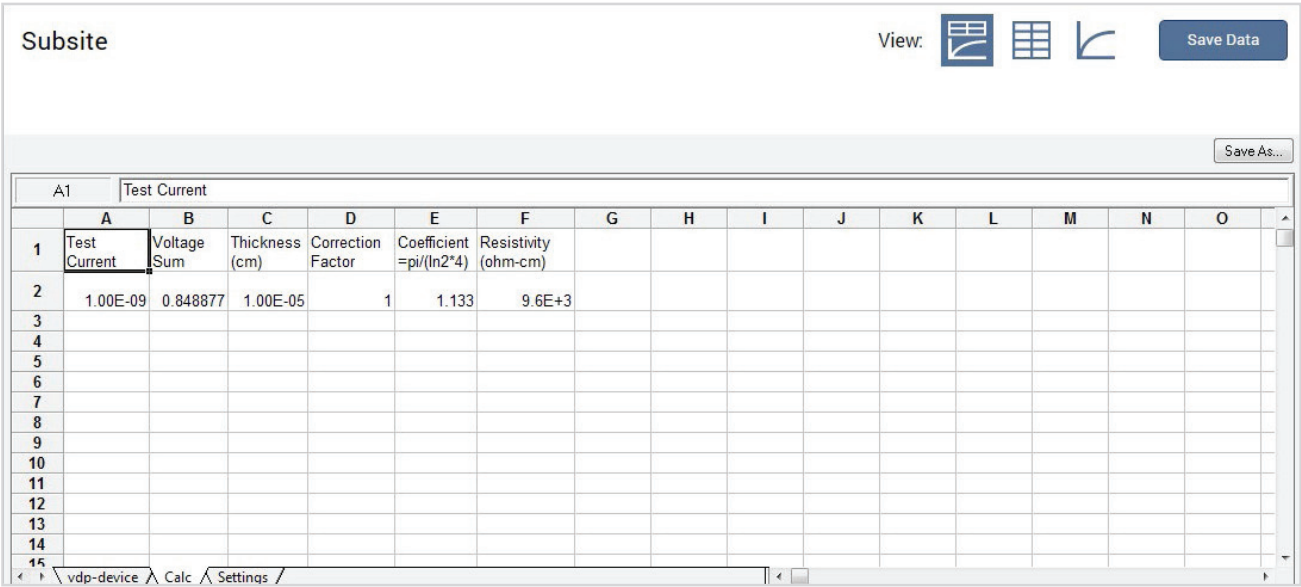 Subsite
View:
Save Data
Save As...
A1 Test Current
A B C D E F G H I J K L M N O
1 Test Current Voltage Sum Thickness (cm) Correction Factor Coefficient =pi/(ln2*4) Resistivity (ohm-cm)
2 1.00E-09 0.848877 1.00E-05 1 1.133 9.6E+3
3
4
5
6
7
8
9
10
11
12
13
14
15
vdp-device Calc Settings